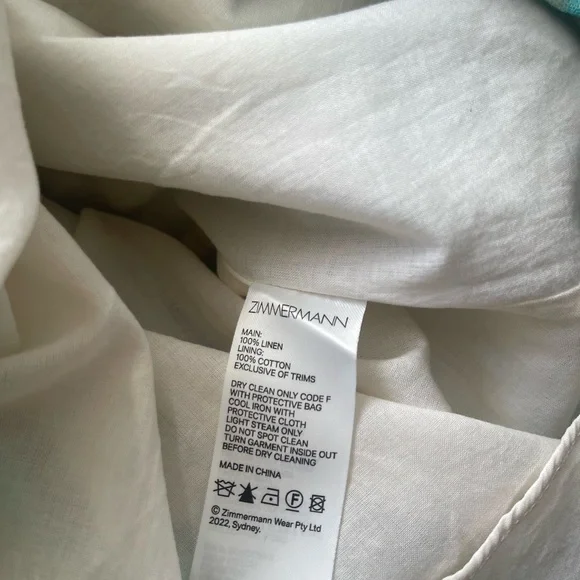 ZIMMERMANN
MAIN:
100% LINEN
LINING:
100% COTTON
EXCLUSIVE OF TRIMS
DRY CLEAN ONLY CODE F
WITH PROTECTIVE BAG
COOL IRON WITH
PROTECTIVE CLOTH
LIGHT STEAM ONLY
DO NOT SPOT CLEAN
TURN GARMENT INSIDE OUT
BEFORE DRY CLEANING
MADE IN CHINA
F
© Zimmermann Wear Pty Ltd
2022, Sydney.